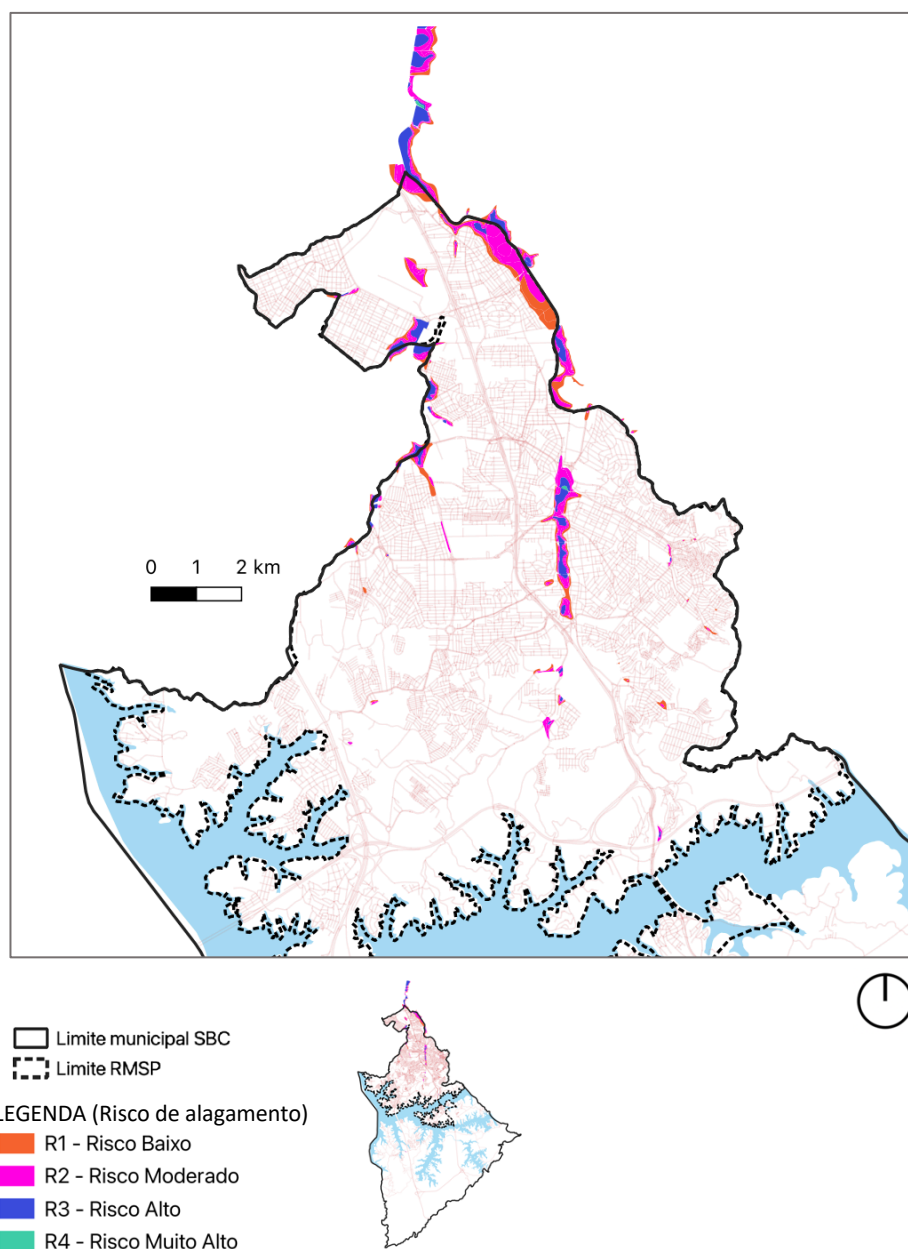 0 1 2 km
Limite municipal SBC
Limite RMSP
LEGENDA (Risco de alagamento)
R1 - Risco Baixo
R2 - Risco Moderado
R3 - Risco Alto
R4 - Risco Muito Alto